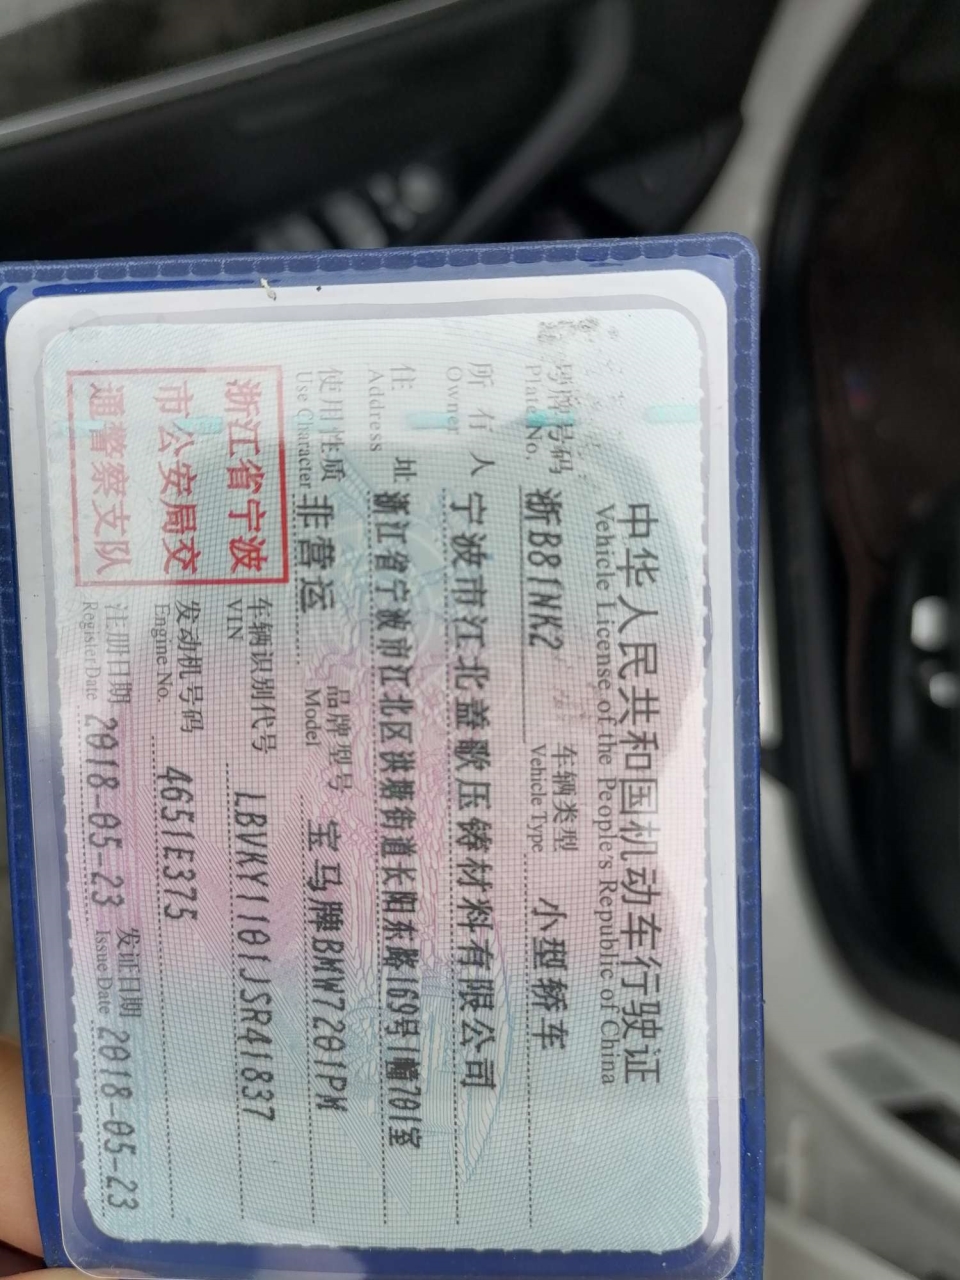 中华人民共和国机动车行驶证
Vehicle License of the People's Republic of China
号牌号码 浙B81NK2 车辆类型 小型轿车
Plate No. Vehicle Type
所有人 宁波市江北盖歌压铸材料有限公司
Owner
住址 浙江省宁波市江北区洪塘街道长阳东路169号1幢701室
Address
使用性质 非营运 品牌型号 宝马牌BMW7201PM
Use Character Model
浙江省宁波
市公安局交
通警察支队
车辆识别代号 LBVKY1101JSR41837
VIN
发动机号码 4651E375
Engine No.
注册日期 2018-05-23 发证日期 2018-05-23
Register Date Issue Date